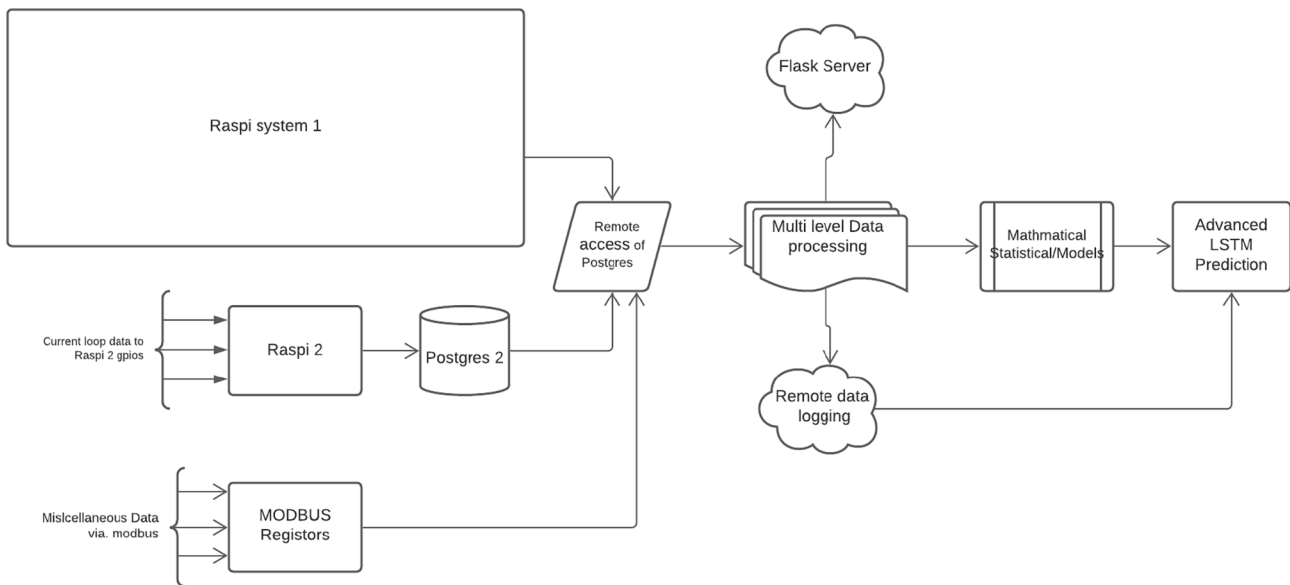 Raspi system 1
Flask Server
Remote
access of
Postgres
Multi level Data
processing
Mathmatical
Statistical/Models
Advanced
LSTM
Prediction
Current loop data to
Raspi 2 gpios
Raspi 2
Postgres 2
Remote data
logging
Mislcellaneous Data
via. modbus
MODBUS
Registors